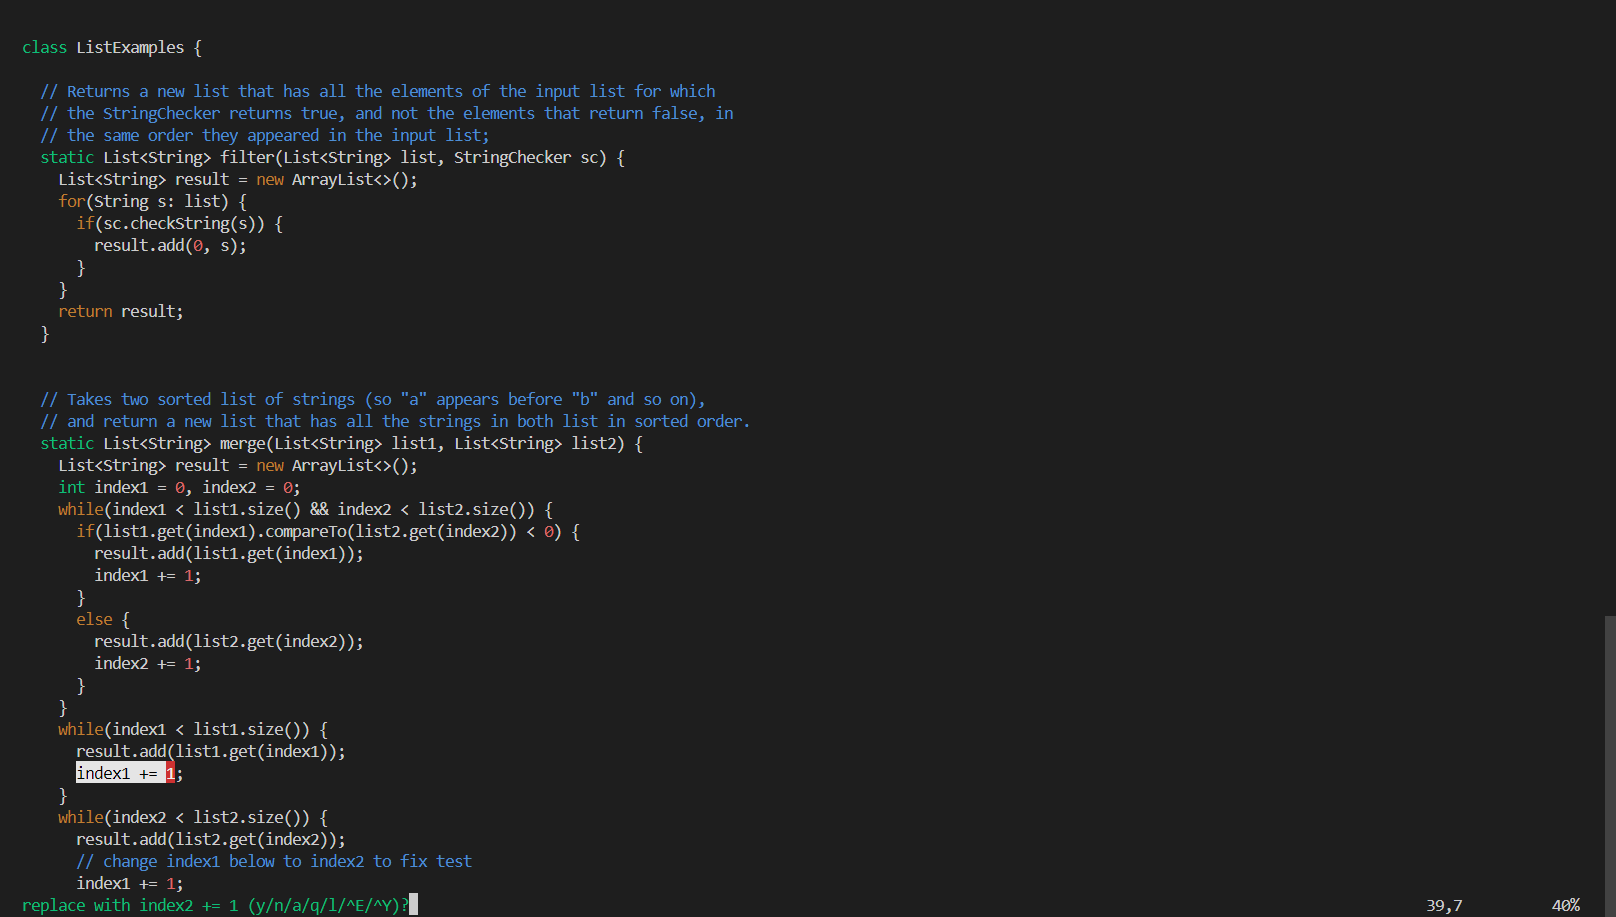 class ListExamples {
  // Returns a new list that has all the elements of the input list for which
  // the StringChecker returns true, and not the elements that return false, in
  // the same order they appeared in the input list;
  static List<String> filter(List<String> list, StringChecker sc) {
    List<String> result = new ArrayList<>();
    for(String s: list) {
      if(sc.checkString(s)) {
        result.add(0, s);
      }
    }
    return result;
  }
  // Takes two sorted list of strings (so "a" appears before "b" and so on),
  // and return a new list that has all the strings in both list in sorted order.
  static List<String> merge(List<String> list1, List<String> list2) {
    List<String> result = new ArrayList<>();
    int index1 = 0, index2 = 0;
    while(index1 < list1.size() && index2 < list2.size()) {
      if(list1.get(index1).compareTo(list2.get(index2)) < 0) {
        result.add(list1.get(index1));
        index1 += 1;
      }
      else {
        result.add(list2.get(index2));
        index2 += 1;
      }
    }
    while(index1 < list1.size()) {
      result.add(list1.get(index1));
      index1 += 1;
    }
    while(index2 < list2.size()) {
      result.add(list2.get(index2));
      // change index1 below to index2 to fix test
      index1 += 1;
replace with index2 += 1 (y/n/a/q/l/^E/^Y)? 39,7 40%